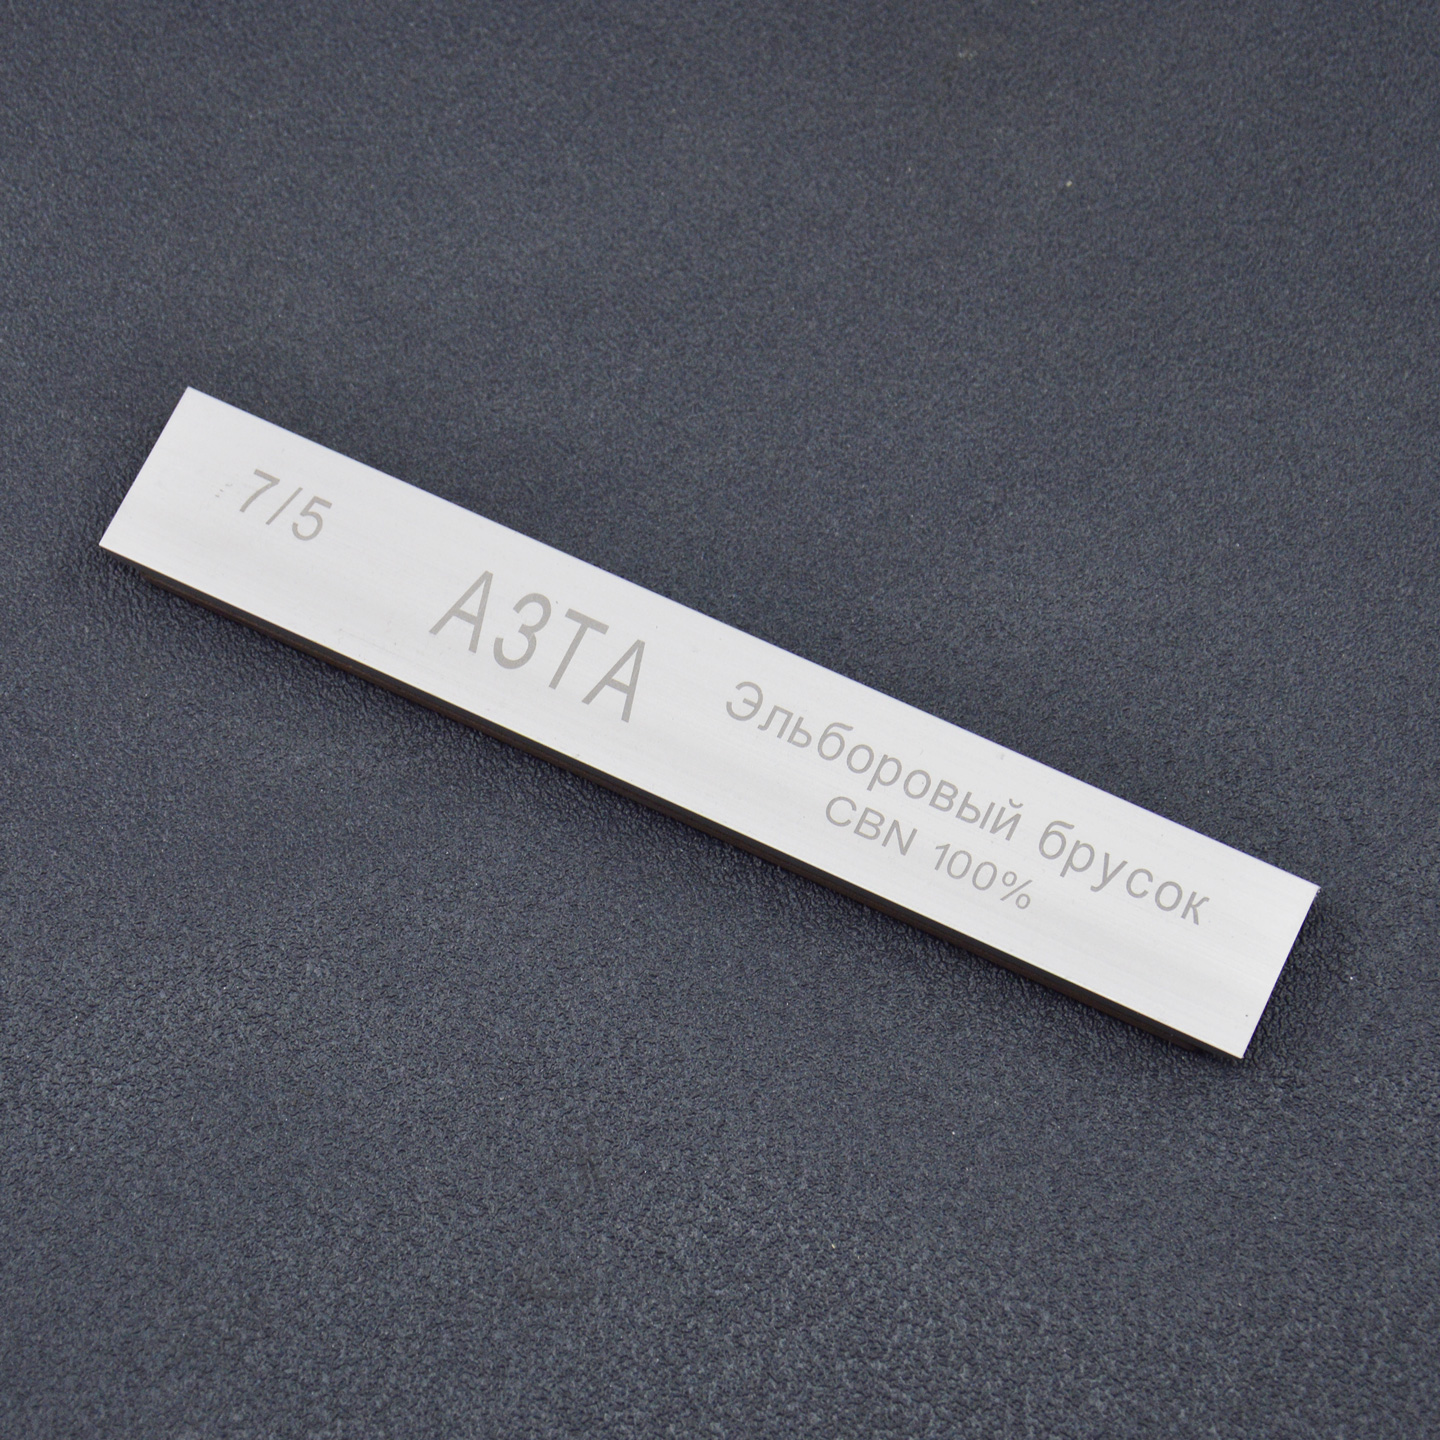 7/5
АЗТА
Эльборовый брусок
CBN 100%